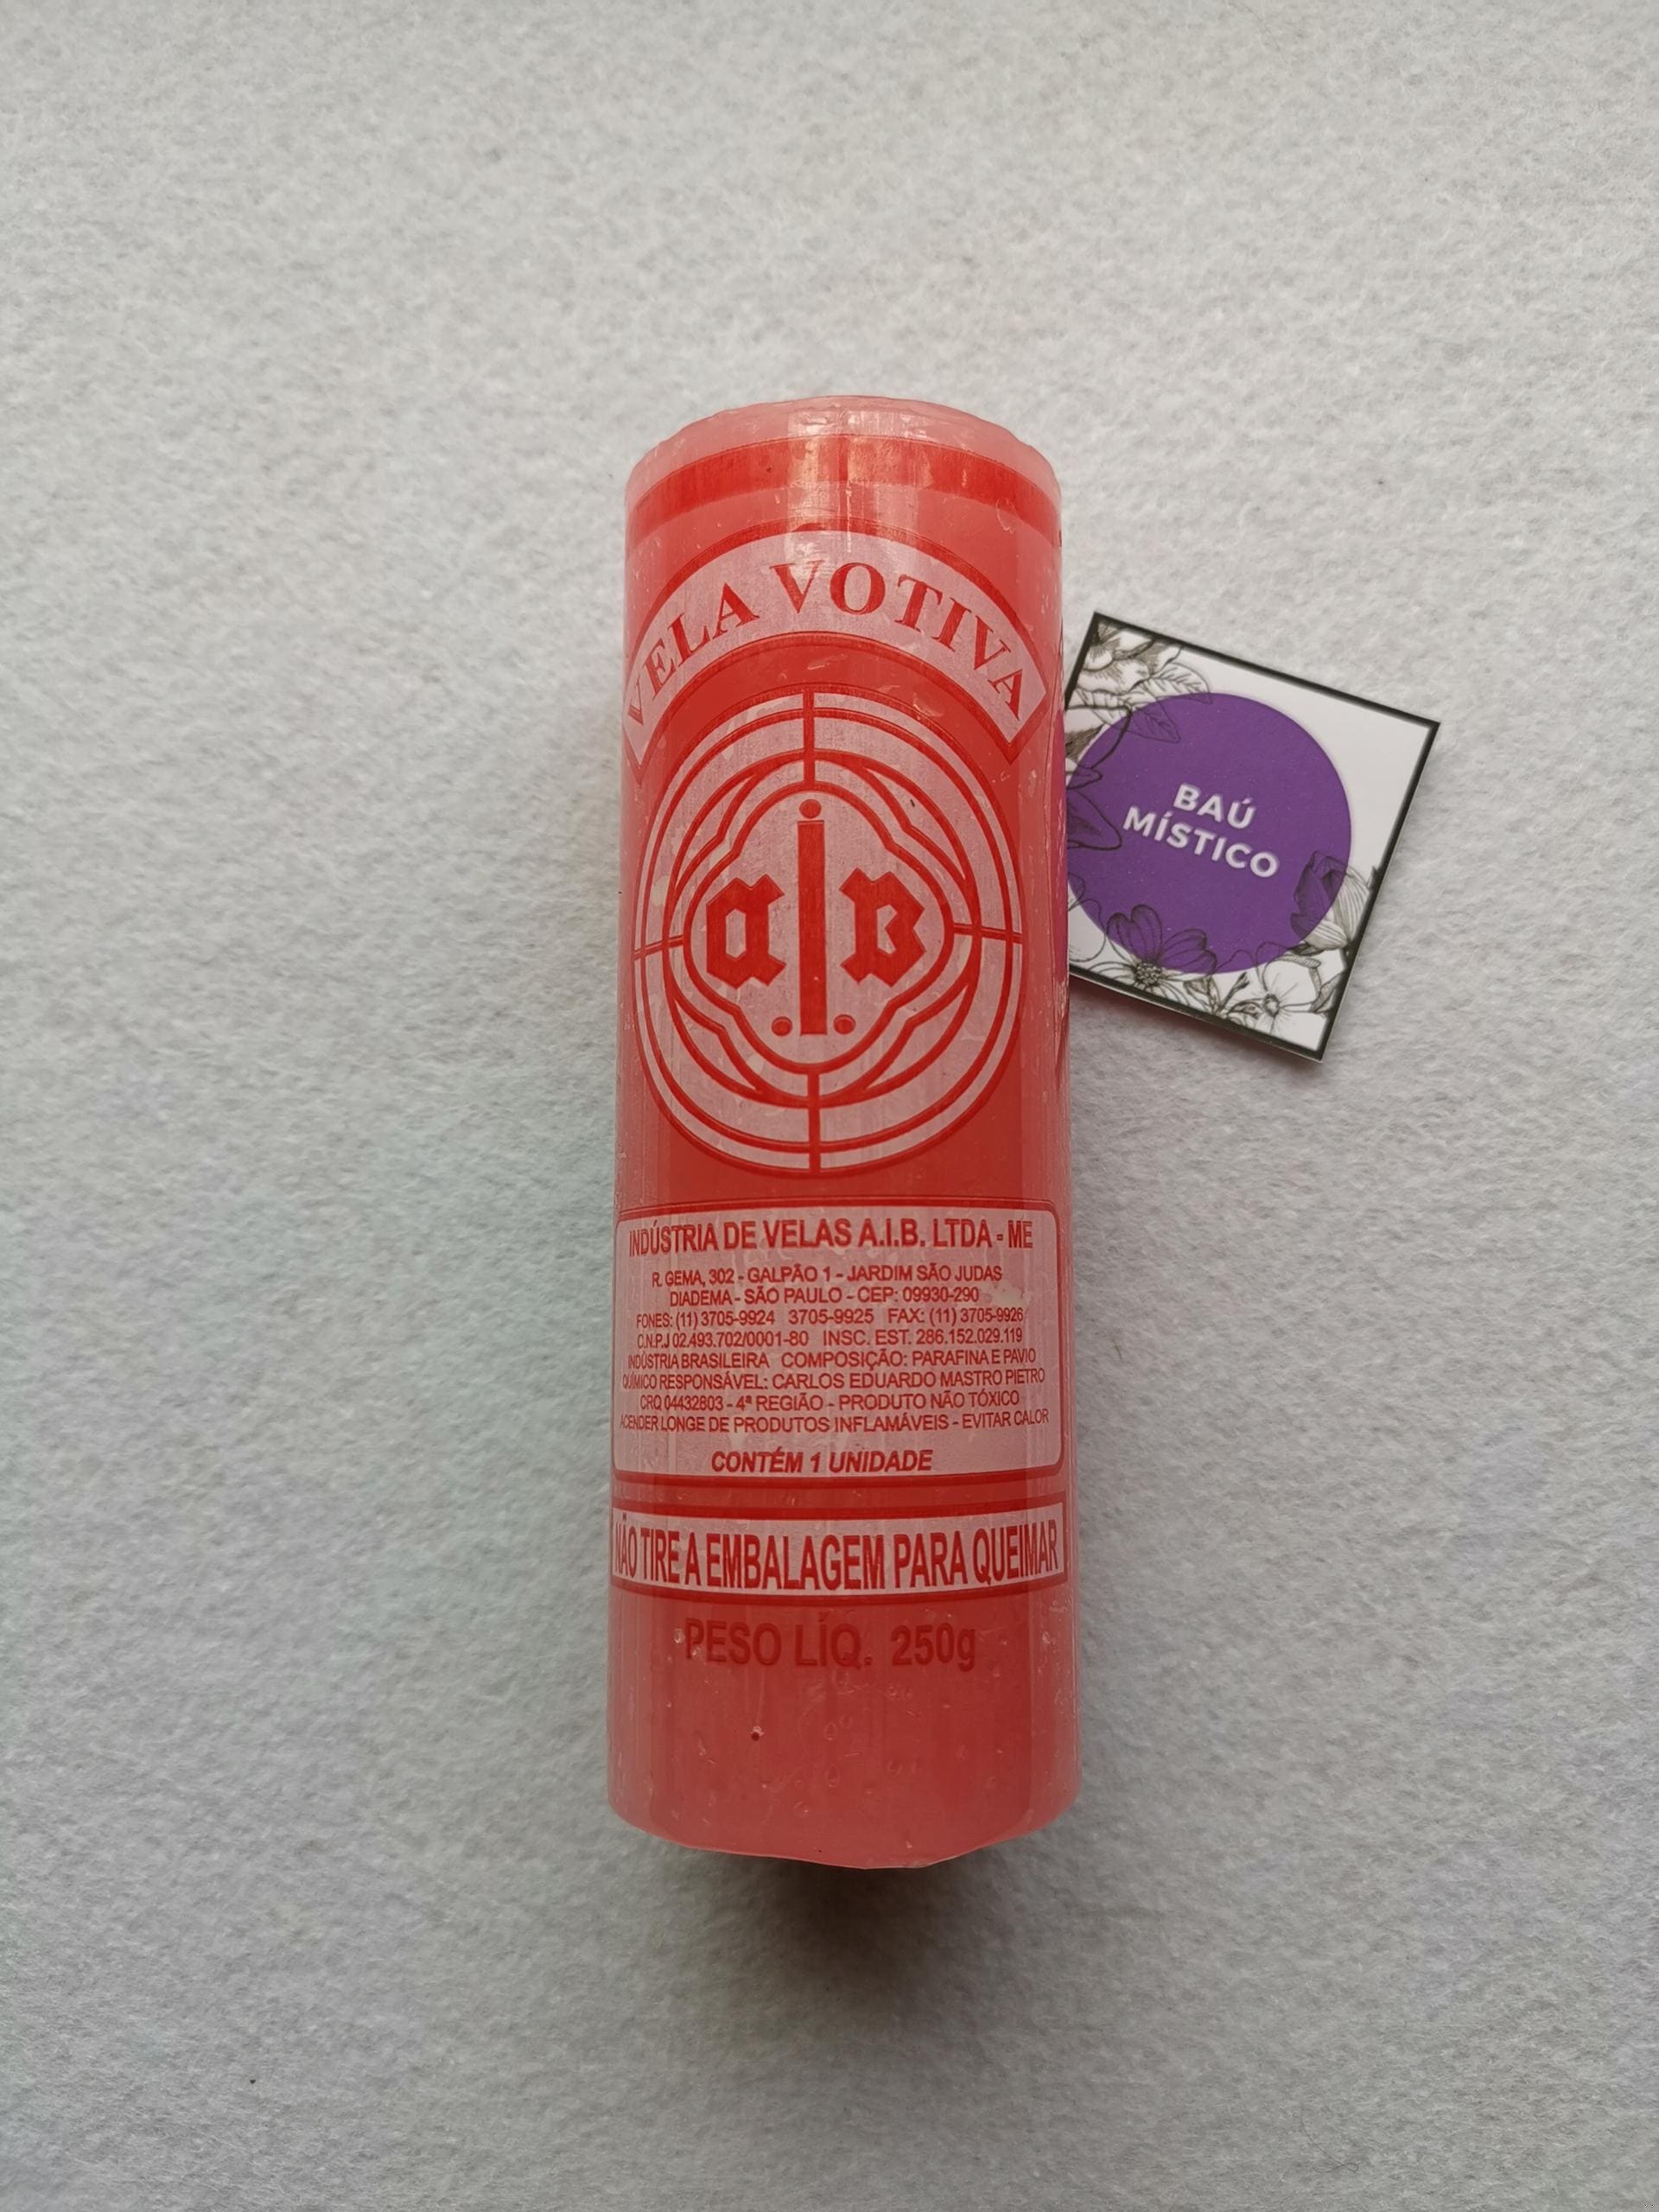 VELA VOTIVA
a I B
INDÚSTRIA DE VELAS A.I.B. LTDA - ME
R. GEMA, 302 - GALPÃO 1 - JARDIM SÃO JUDAS
DIADEMA - SÃO PAULO - CEP: 09930-290
FONES: (11) 3705-9924 3705-9925 FAX: (11) 3705-9926
C.N.P.J 02.493.702/0001-80 INSC. EST. 286.152.029.119
INDÚSTRIA BRASILEIRA COMPOSIÇÃO: PARAFINA E PAVIO
QUÍMICO RESPONSÁVEL: CARLOS EDUARDO MASTRO PIETRO
CRQ 04432803 - 4ª REGIÃO - PRODUTO NÃO TÓXICO
ACENDER LONGE DE PRODUTOS INFLAMÁVEIS - EVITAR CALOR
CONTÉM 1 UNIDADE
NÃO TIRE A EMBALAGEM PARA QUEIMAR
PESO LÍQ. 250g
BAÚ
MÍSTICO